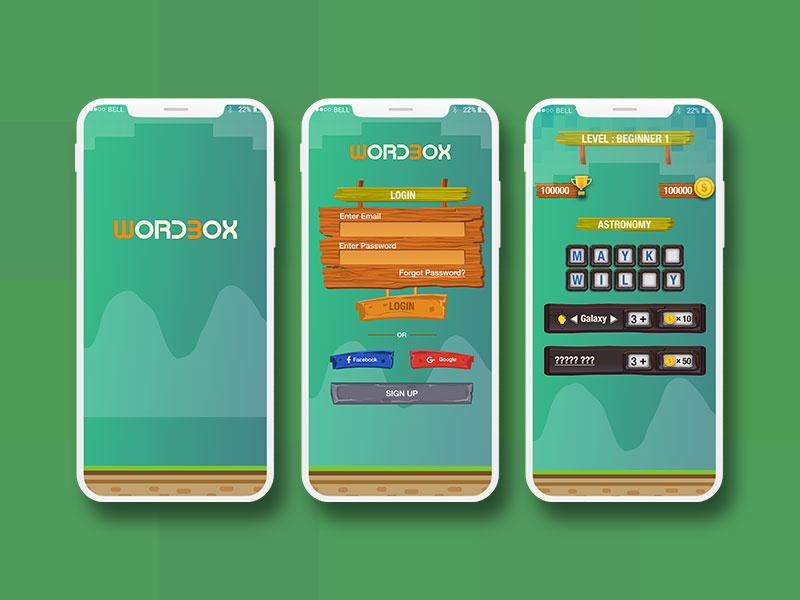 BELL 22%
WORDBOX
BELL 22%
WORDBOX
LOGIN
Enter Email
Enter Password
Forgot Password?
LOGIN
OR
f Facebook
G Google
SIGN UP
BELL 22%
LEVEL : BEGINNER 1
100000 100000 $
ASTRONOMY
M A Y K
W I L Y
Galaxy 3 + × 10
????? ??? 3 + × 50